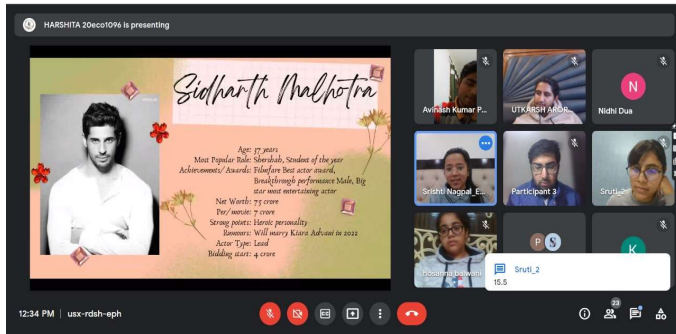 HARSHITA 20eco1096 is presenting
Sidharth Malhotra
Age: 37 years
Most Popular Role: Shershah, Student of the year
Achievements/ Awards: Filmfare Best actor award,
Breakthrough performance Male, Big
star most entertaining actor
Net Worth: 75 crore
Per/ movie: 7 crore
Strong points: Heroic personality
Rumours: Will marry Kiara Advani in 2022
Actor Type: Lead
Bidding start: 4 crore
Avinash Kumar P...
UTKARSH AROR...
N
Nidhi Dua
Srishti Nagpal_E...
Participant 3
Sruti_2
hosanna balwani
P
S
K
Sruti_2
15.5
12:34 PM | usx-rdsh-eph
CC
23